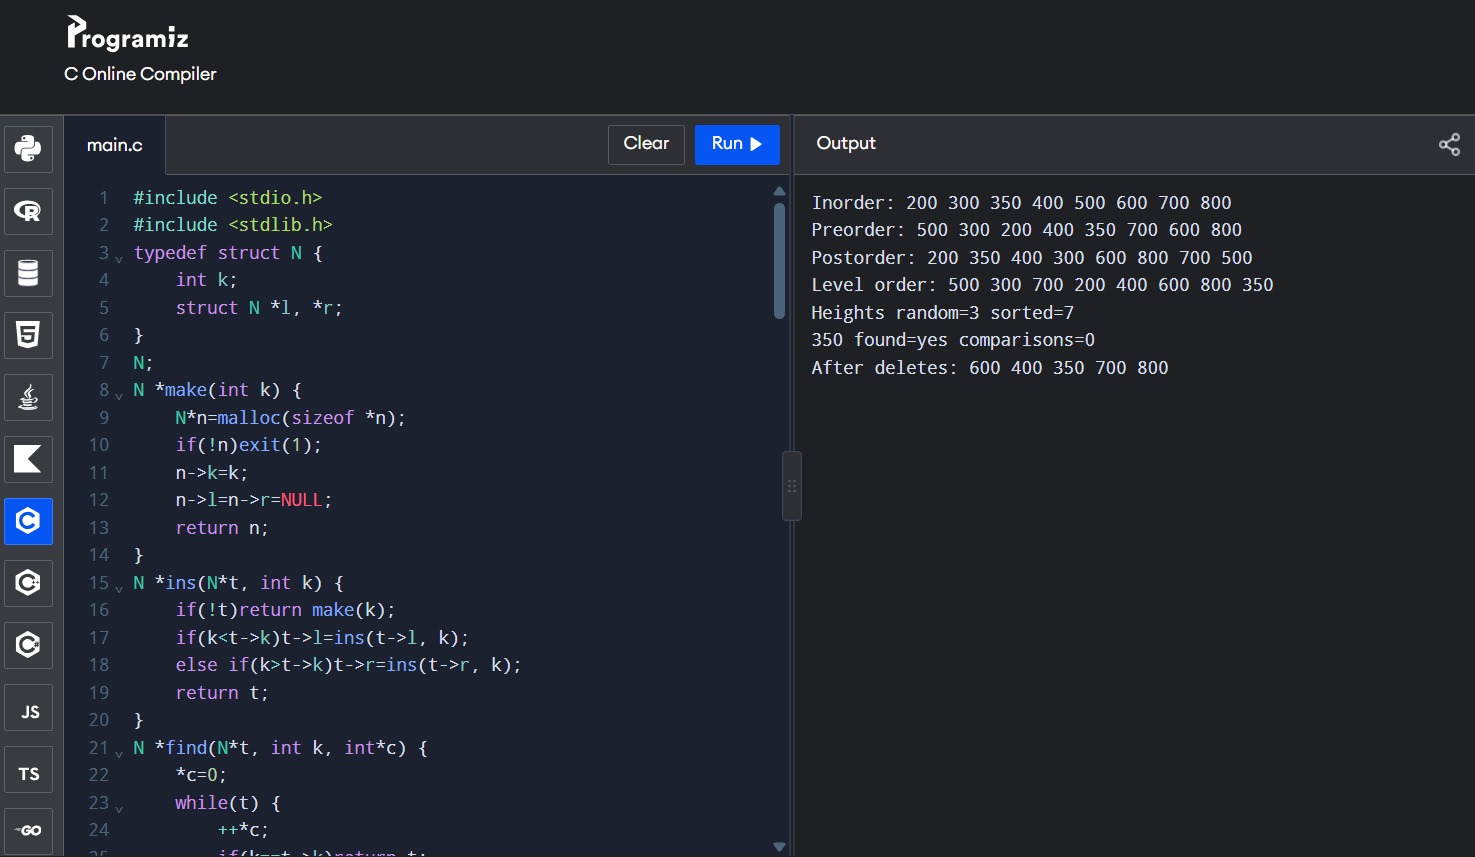 Programiz
C Online Compiler
main.c
Clear
Run
Output
1 #include <stdio.h>
2 #include <stdlib.h>
3 typedef struct N {
4 int k;
5 struct N *l, *r;
6 }
7 N;
8 N *make(int k) {
9 N*n=malloc(sizeof *n);
10 if(!n)exit(1);
11 n->k=k;
12 n->l=n->r=NULL;
13 return n;
14 }
15 N *ins(N*t, int k) {
16 if(!t)return make(k);
17 if(k<t->k)t->l=ins(t->l, k);
18 else if(k>t->k)t->r=ins(t->r, k);
19 return t;
20 }
21 N *find(N*t, int k, int*c) {
22 *c=0;
23 while(t) {
24 ++*c;
25 if(k==t->k)return t;
Inorder: 200 300 350 400 500 600 700 800
Preorder: 500 300 200 400 350 700 600 800
Postorder: 200 350 400 300 600 800 700 500
Level order: 500 300 700 200 400 600 800 350
Heights random=3 sorted=7
350 found=yes comparisons=0
After deletes: 600 400 350 700 800
R
5
C
C++
C#
JS
TS
GO